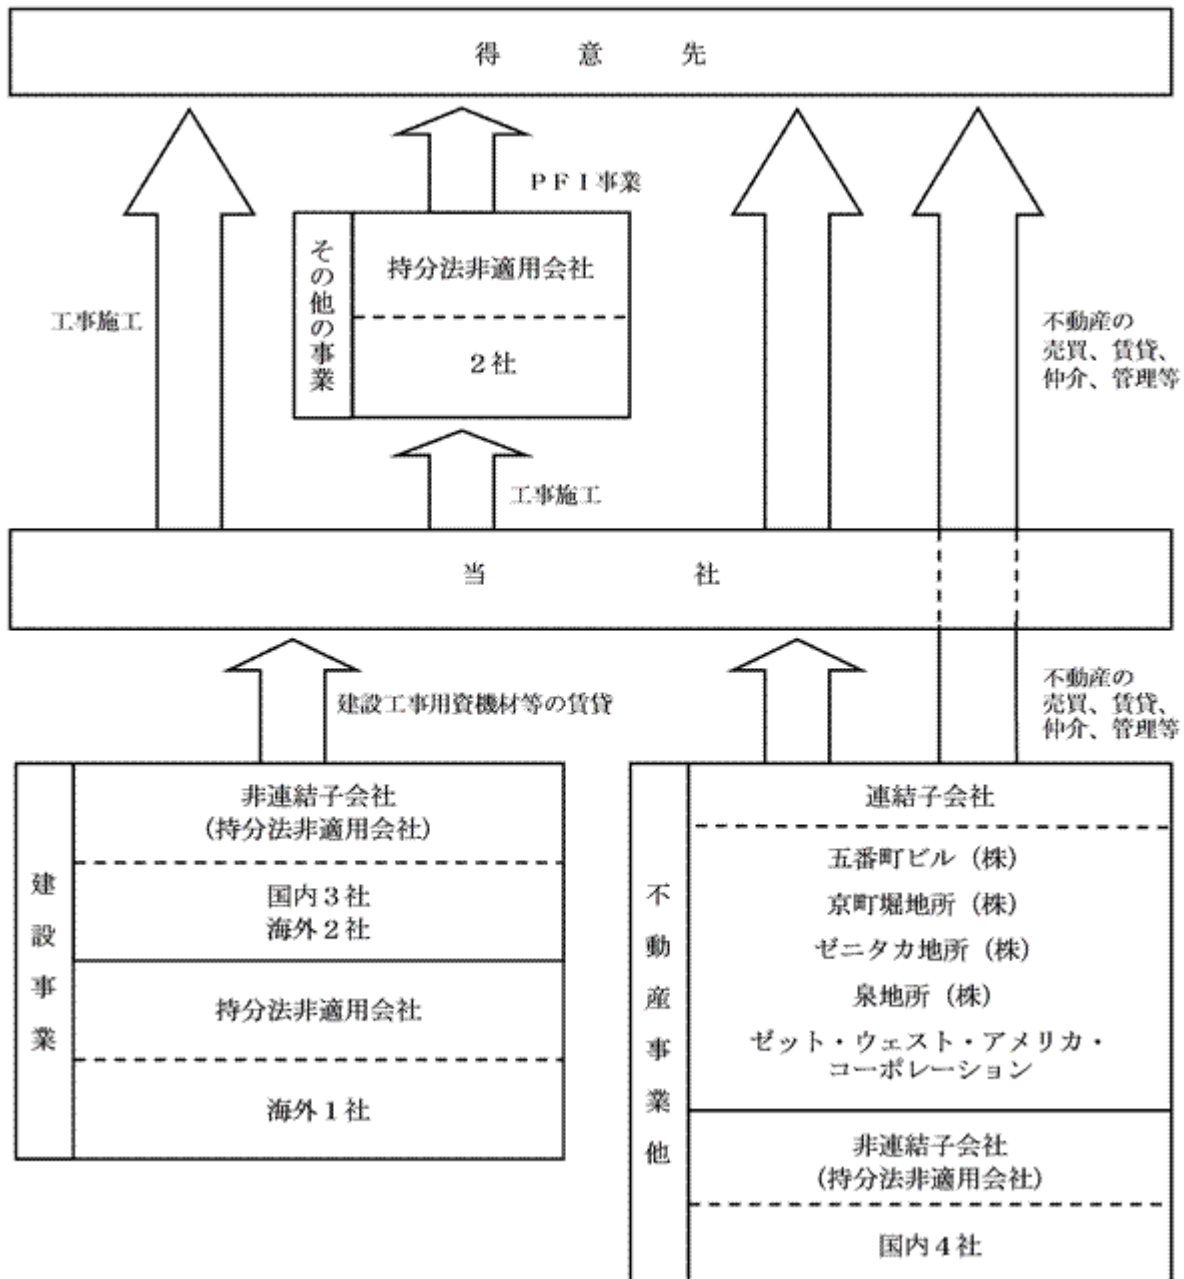 得意先
PFI事業
その他の事業
持分法非適用会社
2社
工事施工
不動産の
売買、賃貸、
仲介、管理等
工事施工
当社
建設工事用資機材等の賃貸
不動産の
売買、賃貸、
仲介、管理等
建設事業
非連結子会社
(持分法非適用会社)
国内3社
海外2社
持分法非適用会社
海外1社
不動産事業他
連結子会社
五番町ビル(株)
京町堀地所(株)
ゼニタカ地所(株)
泉地所(株)
ゼット・ウェスト・アメリカ・
コーポレーション
非連結子会社
(持分法非適用会社)
国内4社